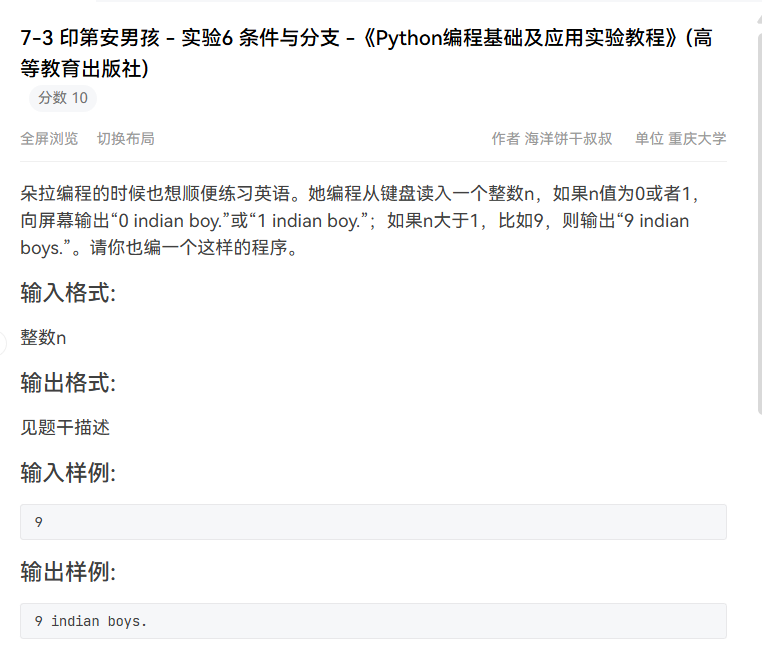 7-3 印第安男孩 - 实验6 条件与分支 -《Python编程基础及应用实验教程》(高
等教育出版社)
分数 10
全屏浏览 切换布局 作者 海洋饼干叔叔 单位 重庆大学
朵拉编程的时候也想顺便练习英语。她编程从键盘读入一个整数n，如果n值为0或者1，
向屏幕输出“0 indian boy.”或“1 indian boy.”；如果n大于1，比如9，则输出“9 indian
boys.”。请你也编一个这样的程序。
输入格式:
整数n
输出格式:
见题干描述
输入样例:
9
输出样例:
9 indian boys.